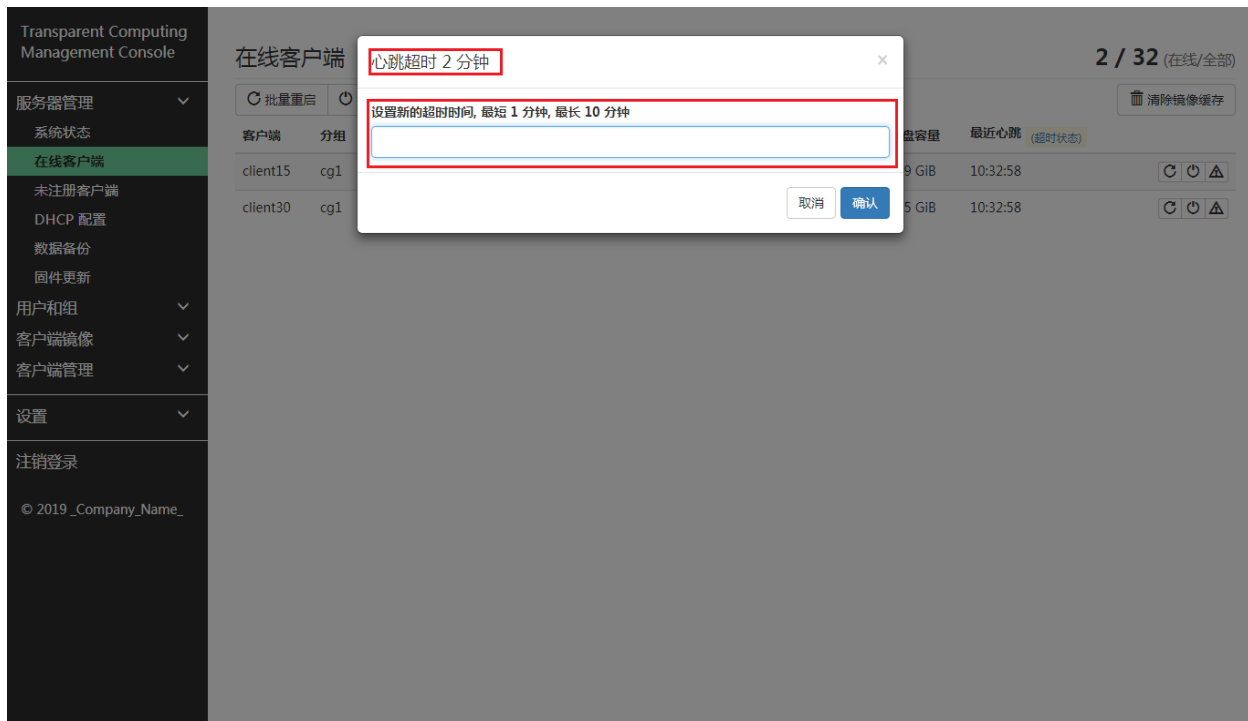 Transparent Computing
Management Console
服务器管理
系统状态
在线客户端
未注册客户端
DHCP 配置
数据备份
固件更新
用户和组
客户端镜像
客户端管理
设置
注销登录
© 2019 _Company_Name_
在线客户端
2 / 32 (在线/全部)
批量重启
清除镜像缓存
客户端 分组 盘容量 最近心跳 (超时状态)
client15 cg1 9 GiB 10:32:58
client30 cg1 5 GiB 10:32:58
心跳超时 2 分钟
×
设置新的超时时间, 最短 1 分钟, 最长 10 分钟
取消 确认